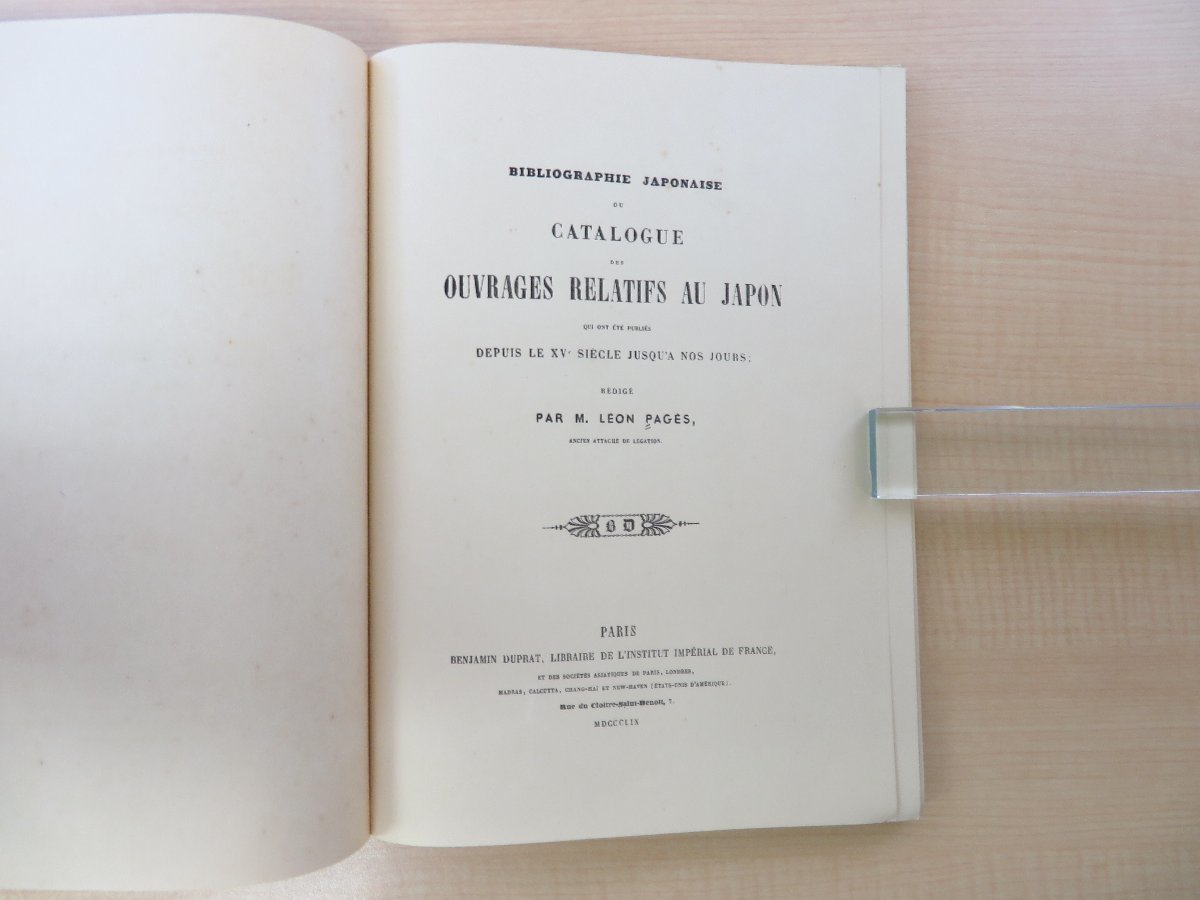 BIBLIOGRAPHIE JAPONAISE
OU
CATALOGUE
DES
OUVRAGES RELATIFS AU JAPON
QUI ONT ÉTÉ PUBLIÉS
DEPUIS LE XVe SIÈCLE JUSQU'A NOS JOURS;
RÉDIGÉ
PAR M. LÉON PAGÈS,
ANCIEN ATTACHÉ DE LÉGATION.
B D
PARIS
BENJAMIN DUPRAT, LIBRAIRE DE L'INSTITUT IMPÉRIAL DE FRANCE,
ET DES SOCIÉTÉS ASIATIQUES DE PARIS, LONDRES,
MADRAS, CALCUTTA, CHANG-HAI ET NEW-HAVEN (ÉTATS-UNIS D'AMÉRIQUE).
Rue du Cloître-Saint-Benoît, 7.
MDCCCLIX